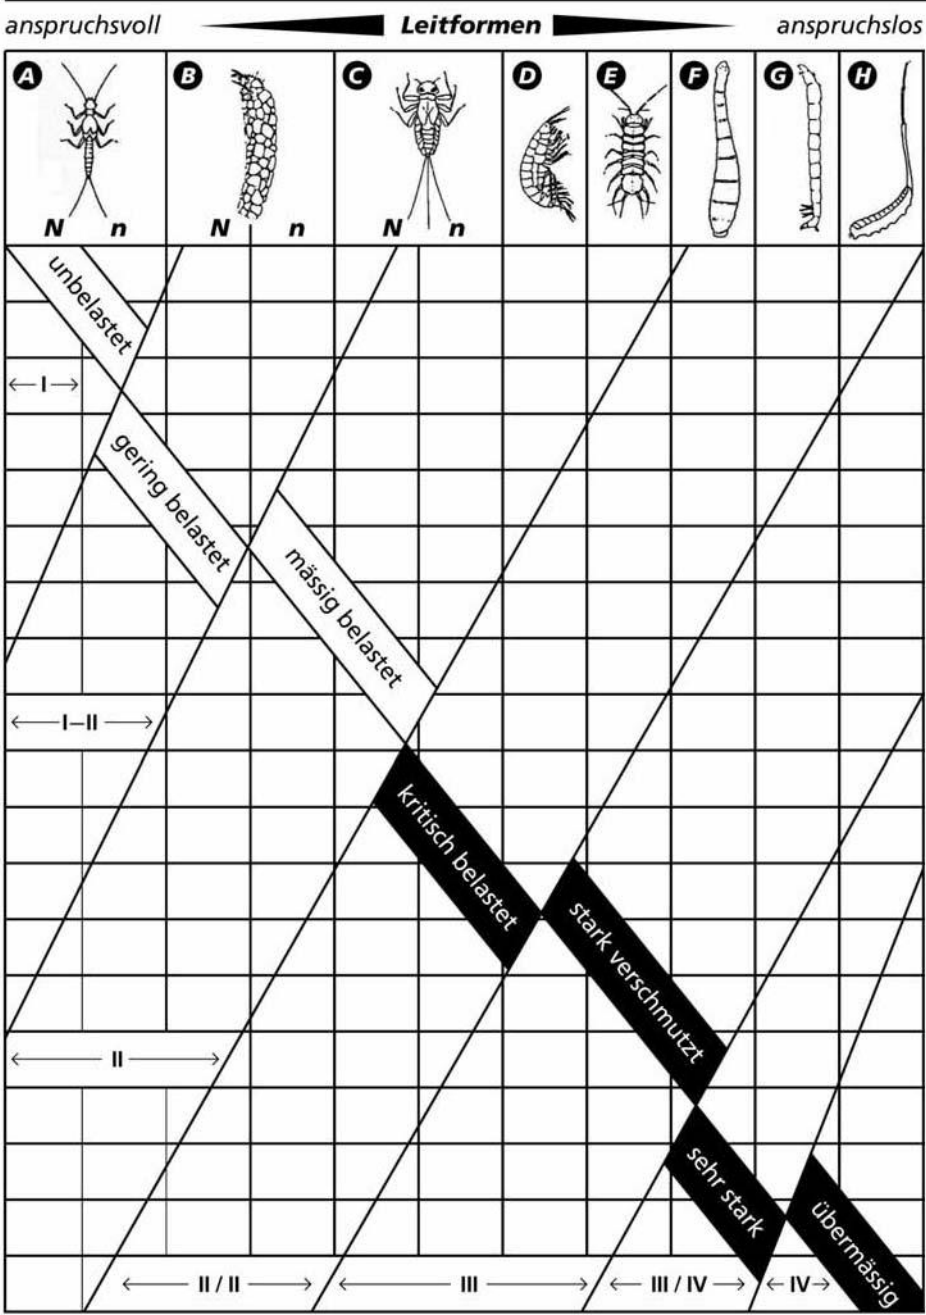 anspruchsvoll Leitformen anspruchslos
A B C D E F G H
N n N n N n
unbelastet
I
gering belastet
mässig belastet
I–II
kritisch belastet
stark verschmutzt
II
sehr stark
übermässig
II / II III III / IV IV